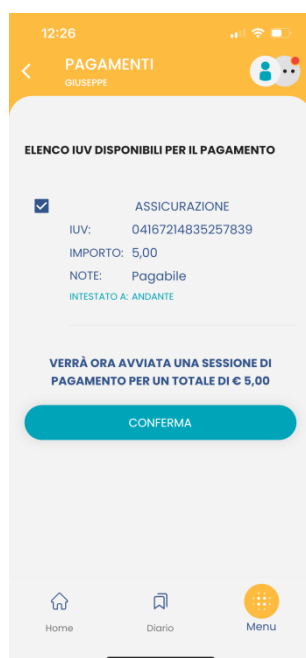 12:26
PAGAMENTI
GIUSEPPE
ELENCO IUV DISPONIBILI PER IL PAGAMENTO
ASSICURAZIONE
IUV: 04167214835257839
IMPORTO: 5,00
NOTE: Pagabile
INTESTATO A: ANDANTE
VERRÀ ORA AVVIATA UNA SESSIONE DI
PAGAMENTO PER UN TOTALE DI € 5,00
CONFERMA
Home Diario Menu